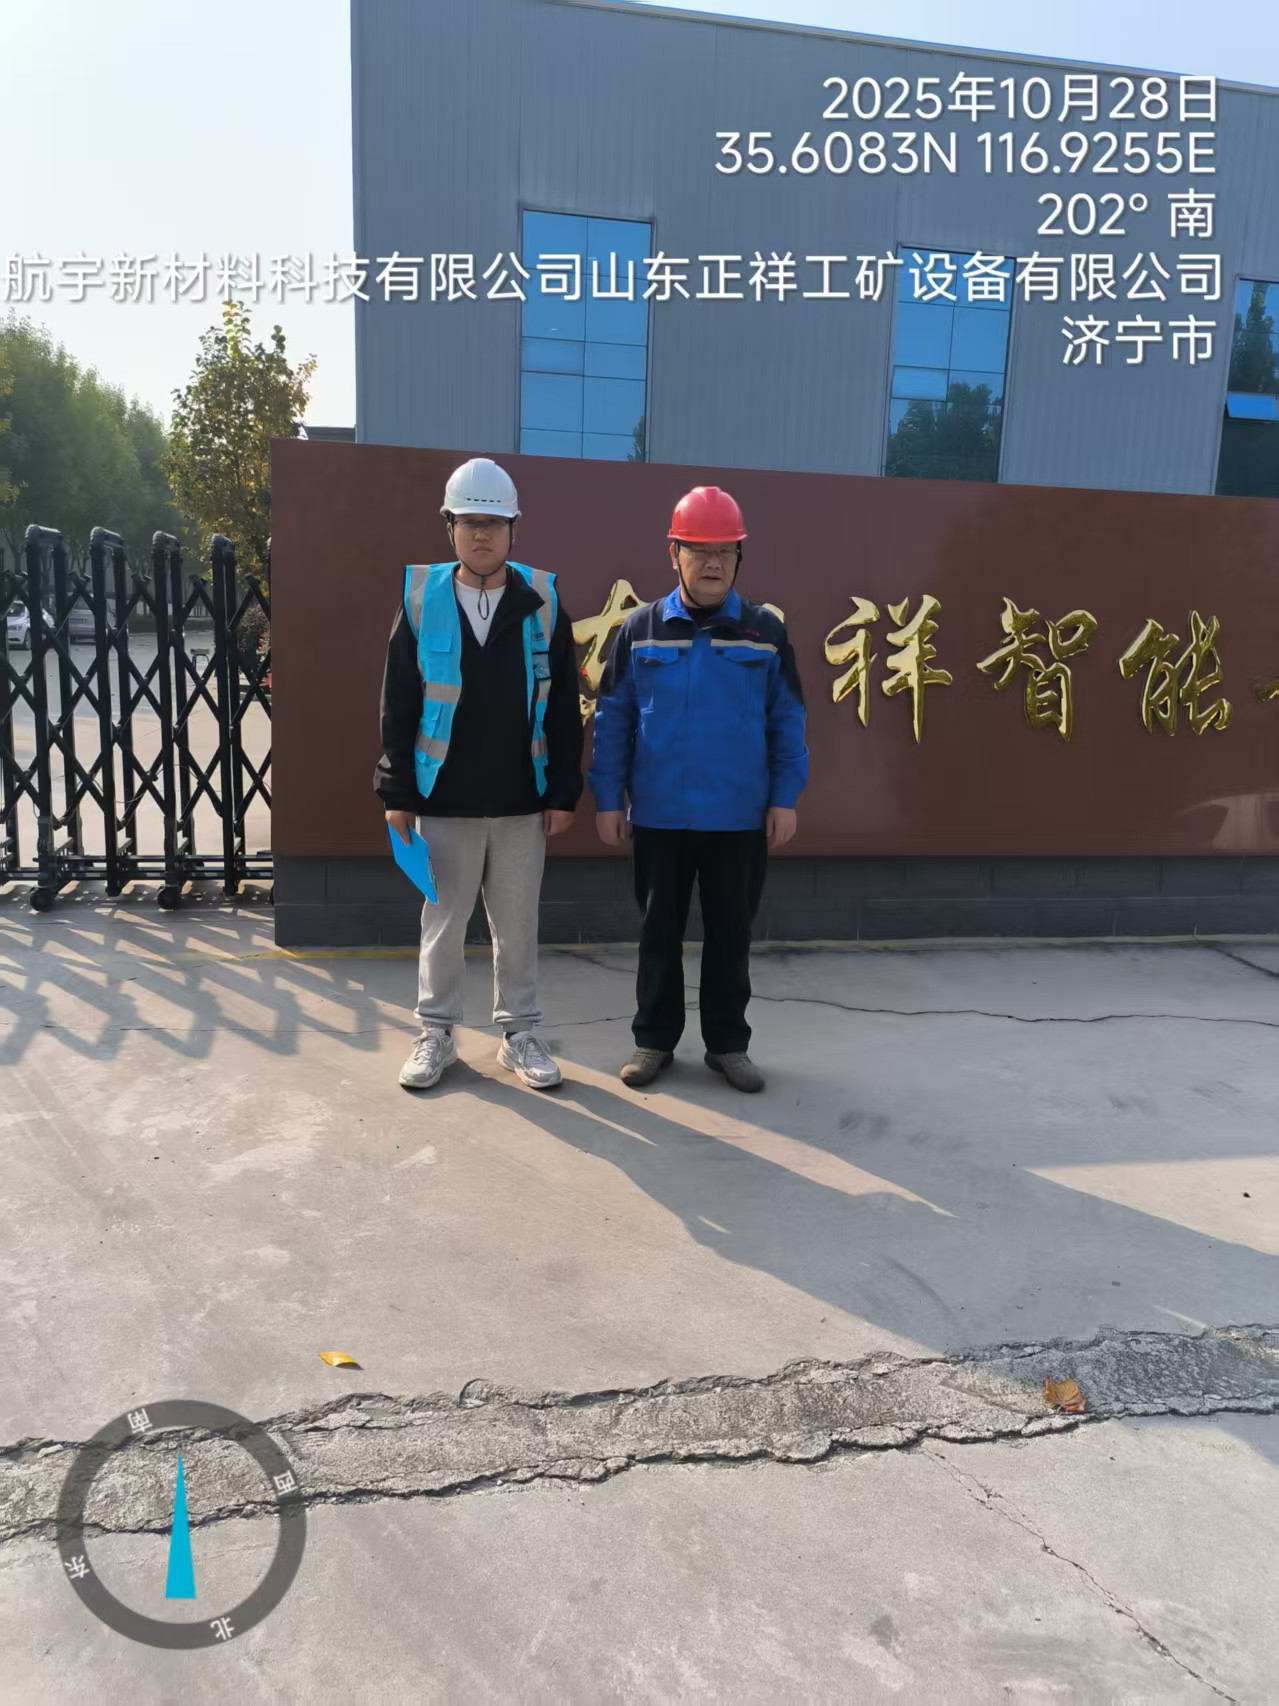 2025年10月28日
35.6083N 116.9255E
202° 南
航宇新材料科技有限公司山东正祥工矿设备有限公司
济宁市
祥智能
南
西
东
北